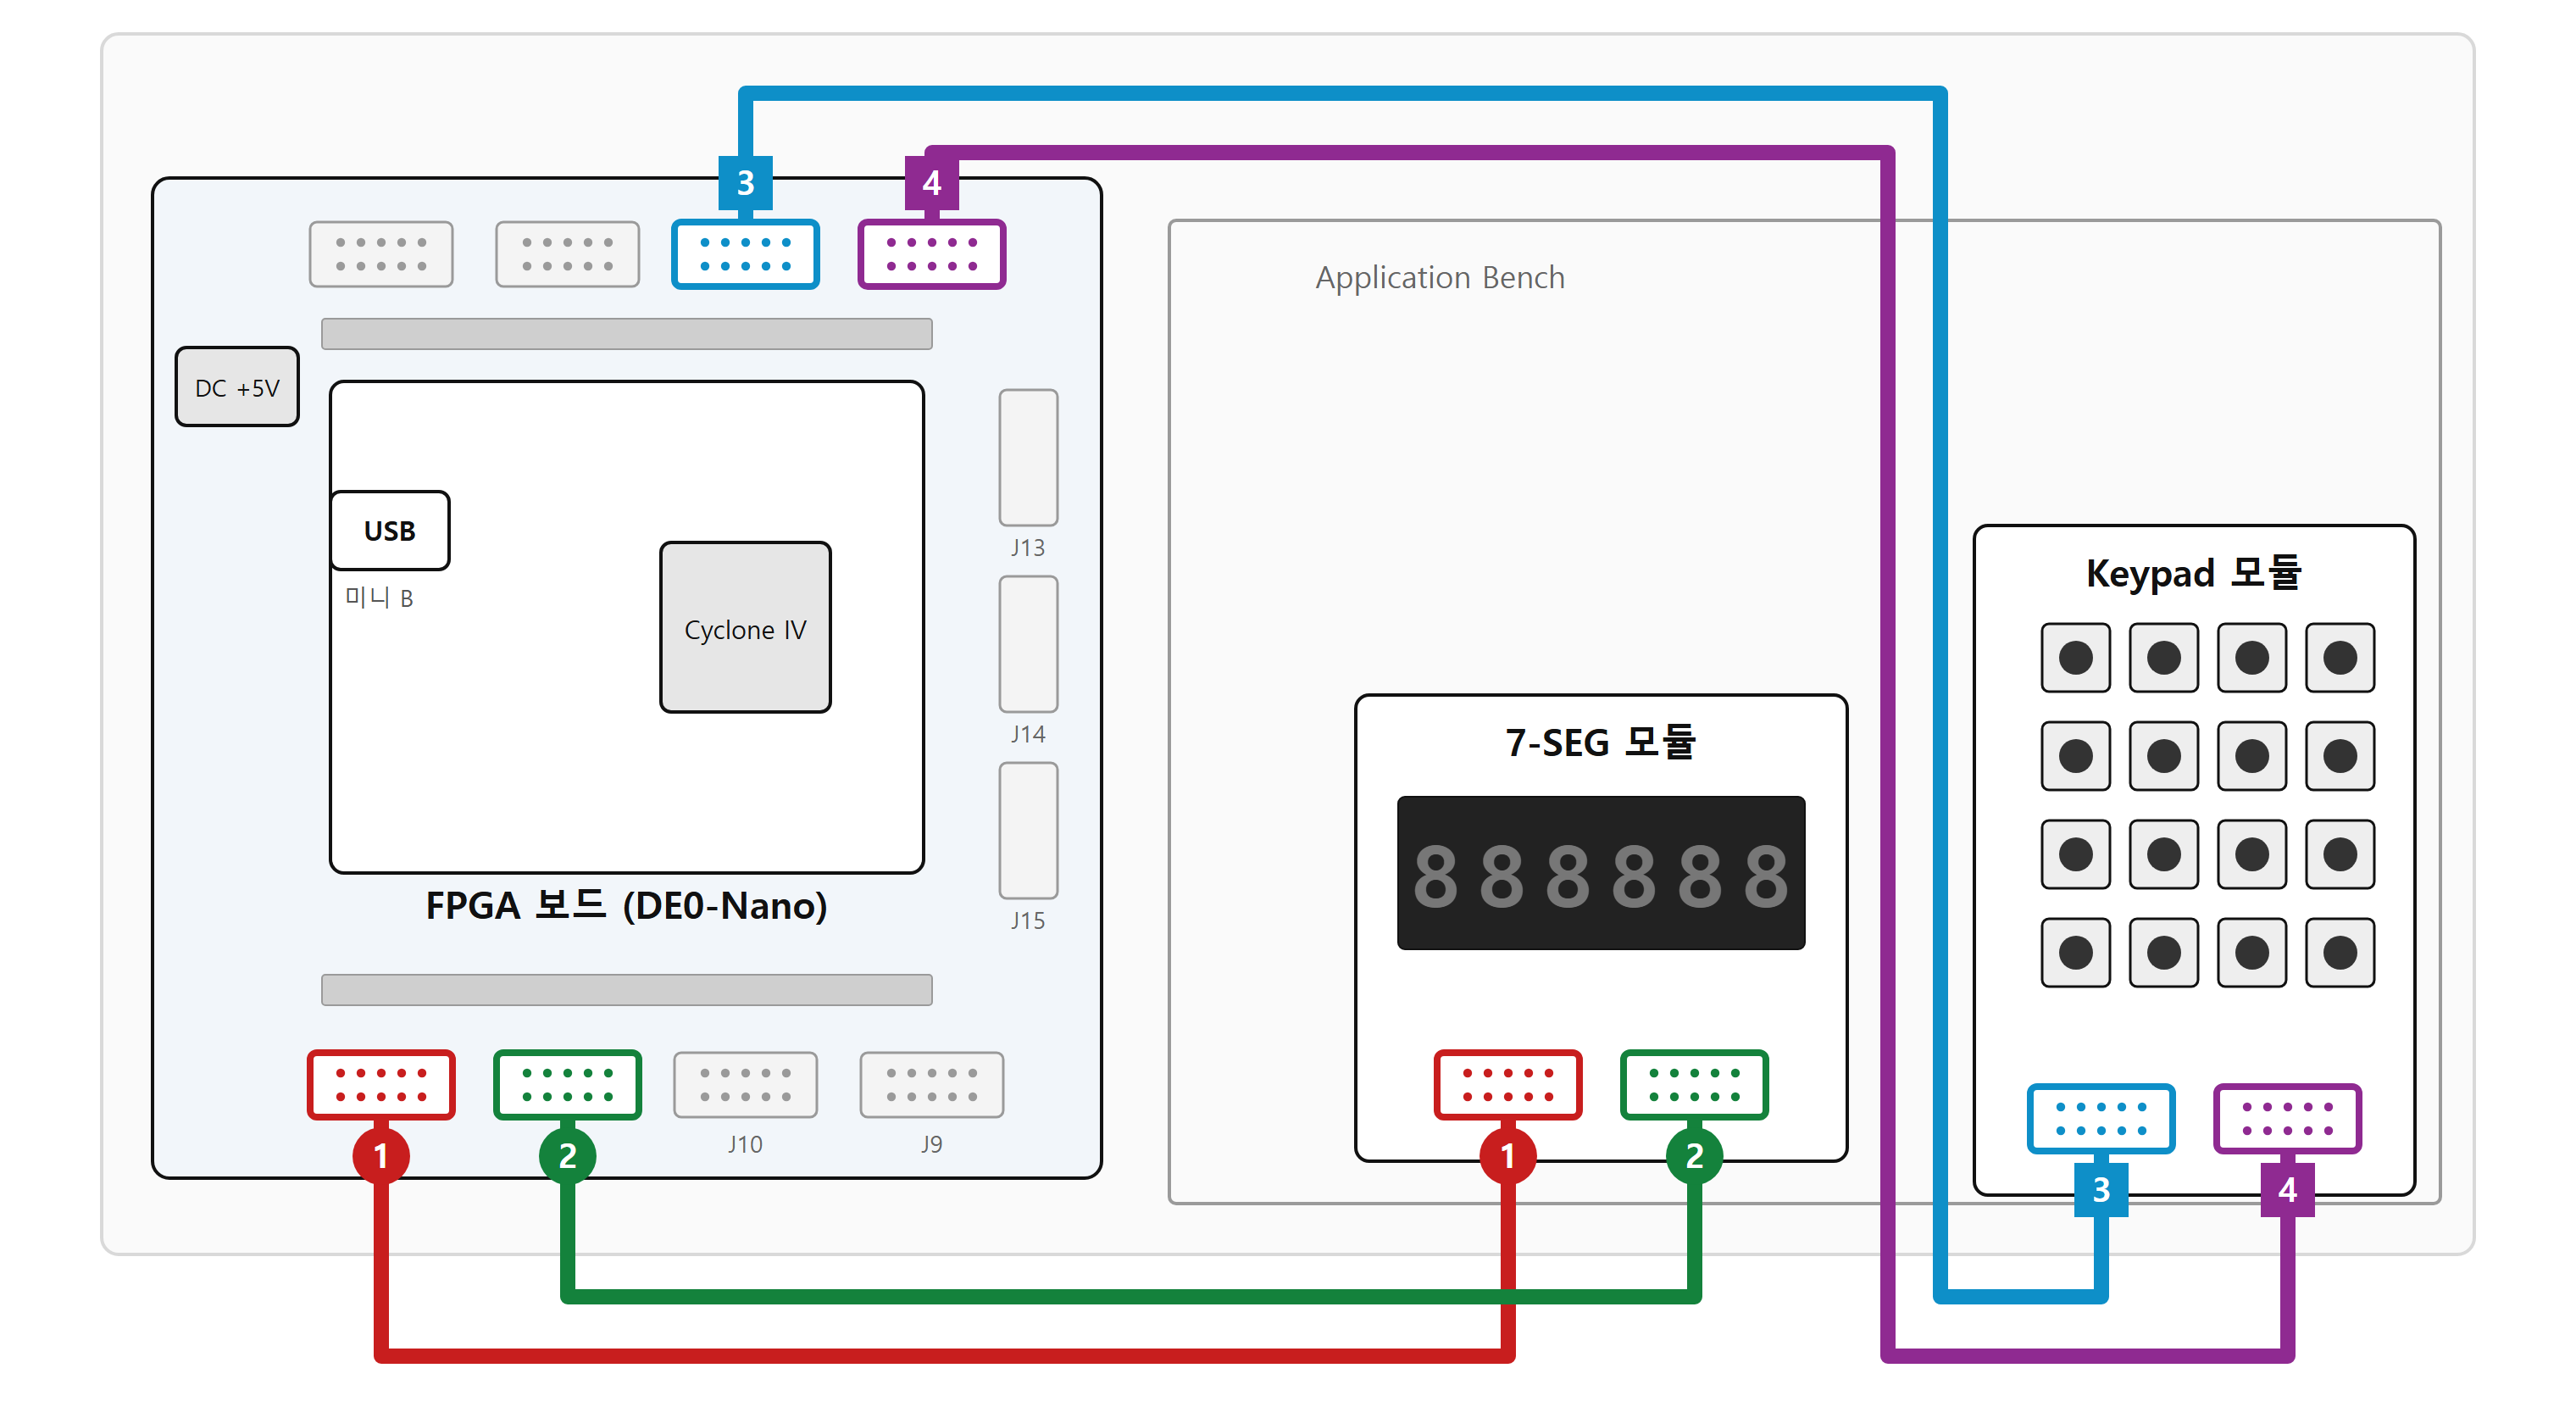 3
4
Application Bench
DC +5V
USB
미니 B
Cyclone IV
J13
J14
J15
FPGA 보드 (DE0-Nano)
J10
J9
1
2
7-SEG 모듈
888888
1
2
Keypad 모듈
3
4